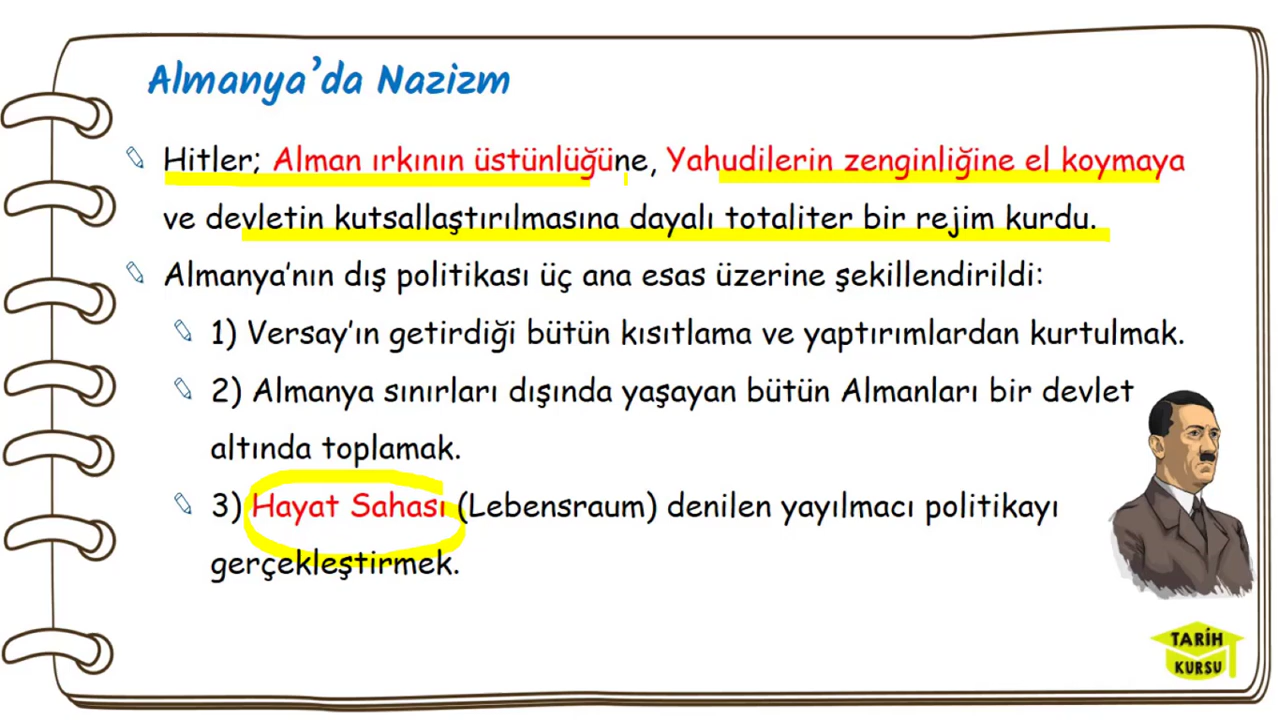 Almanya'da Nazizm
Hitler; Alman ırkının üstünlüğüne, Yahudilerin zenginliğine el koymaya
ve devletin kutsallaştırılmasına dayalı totaliter bir rejim kurdu.
Almanya'nın dış politikası üç ana esas üzerine şekillendirildi:
1) Versay'ın getirdiği bütün kısıtlama ve yaptırımlardan kurtulmak.
2) Almanya sınırları dışında yaşayan bütün Almanları bir devlet
altında toplamak.
3) Hayat Sahası (Lebensraum) denilen yayılmacı politikayı
gerçekleştirmek.
TARİH
KURSU